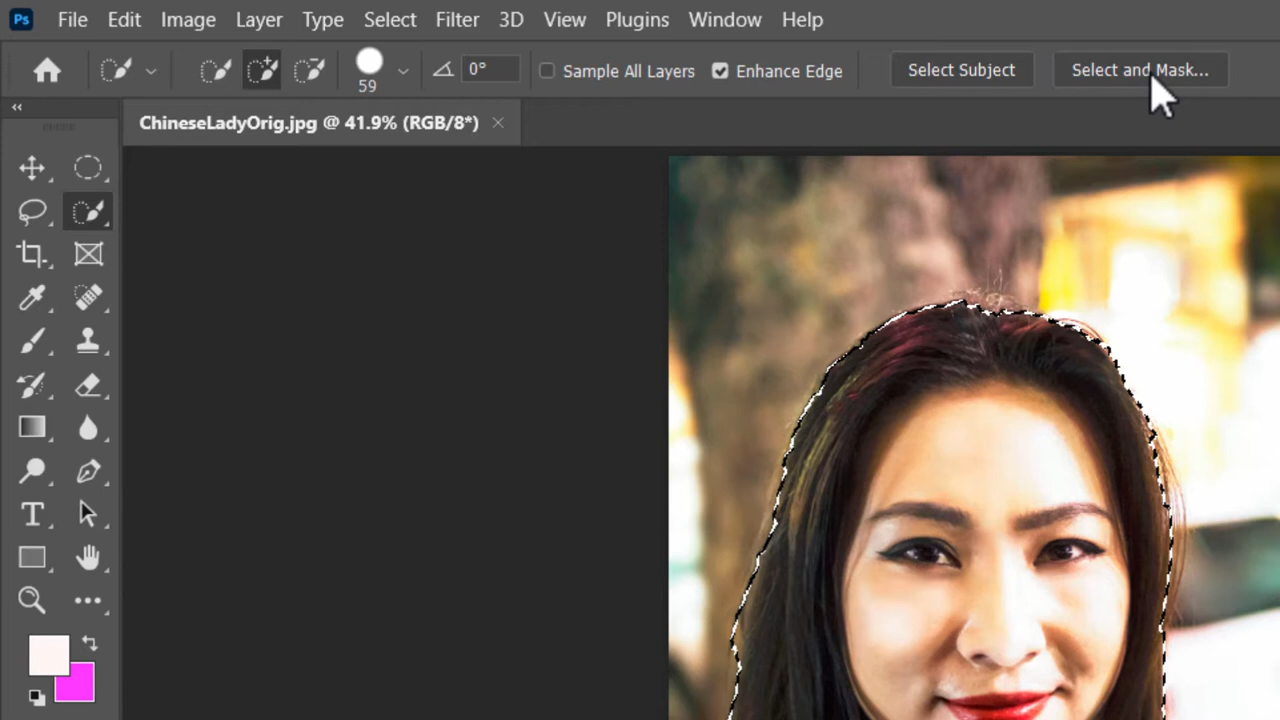 Ps File Edit Image Layer Type Select Filter 3D View Plugins Window Help
59 0° Sample All Layers Enhance Edge Select Subject Select and Mask...
ChineseLadyOrig.jpg @ 41.9% (RGB/8*)